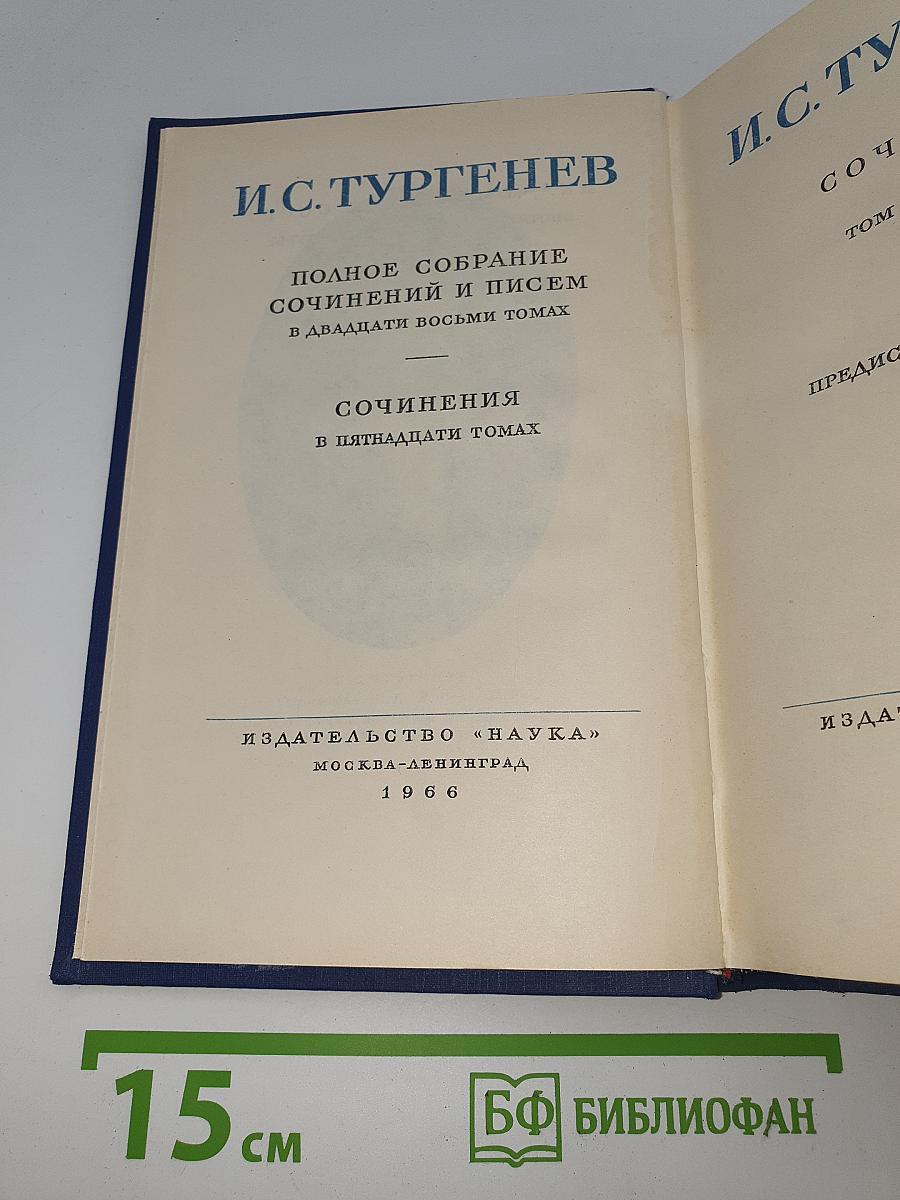 И.С.ТУРГЕНЕВ
ПОЛНОЕ СОБРАНИЕ
СОЧИНЕНИЙ И ПИСЕМ
В ДВАДЦАТИ ВОСЬМИ ТОМАХ
СОЧИНЕНИЯ
В ПЯТНАДЦАТИ ТОМАХ
ИЗДАТЕЛЬСТВО «НАУКА»
МОСКВА-ЛЕНИНГРАД
1966
И.С.ТУ
СОЧ
ТОМ
ПРЕДИС
ИЗДАТ
15 см
БФ БИБЛИОФАН